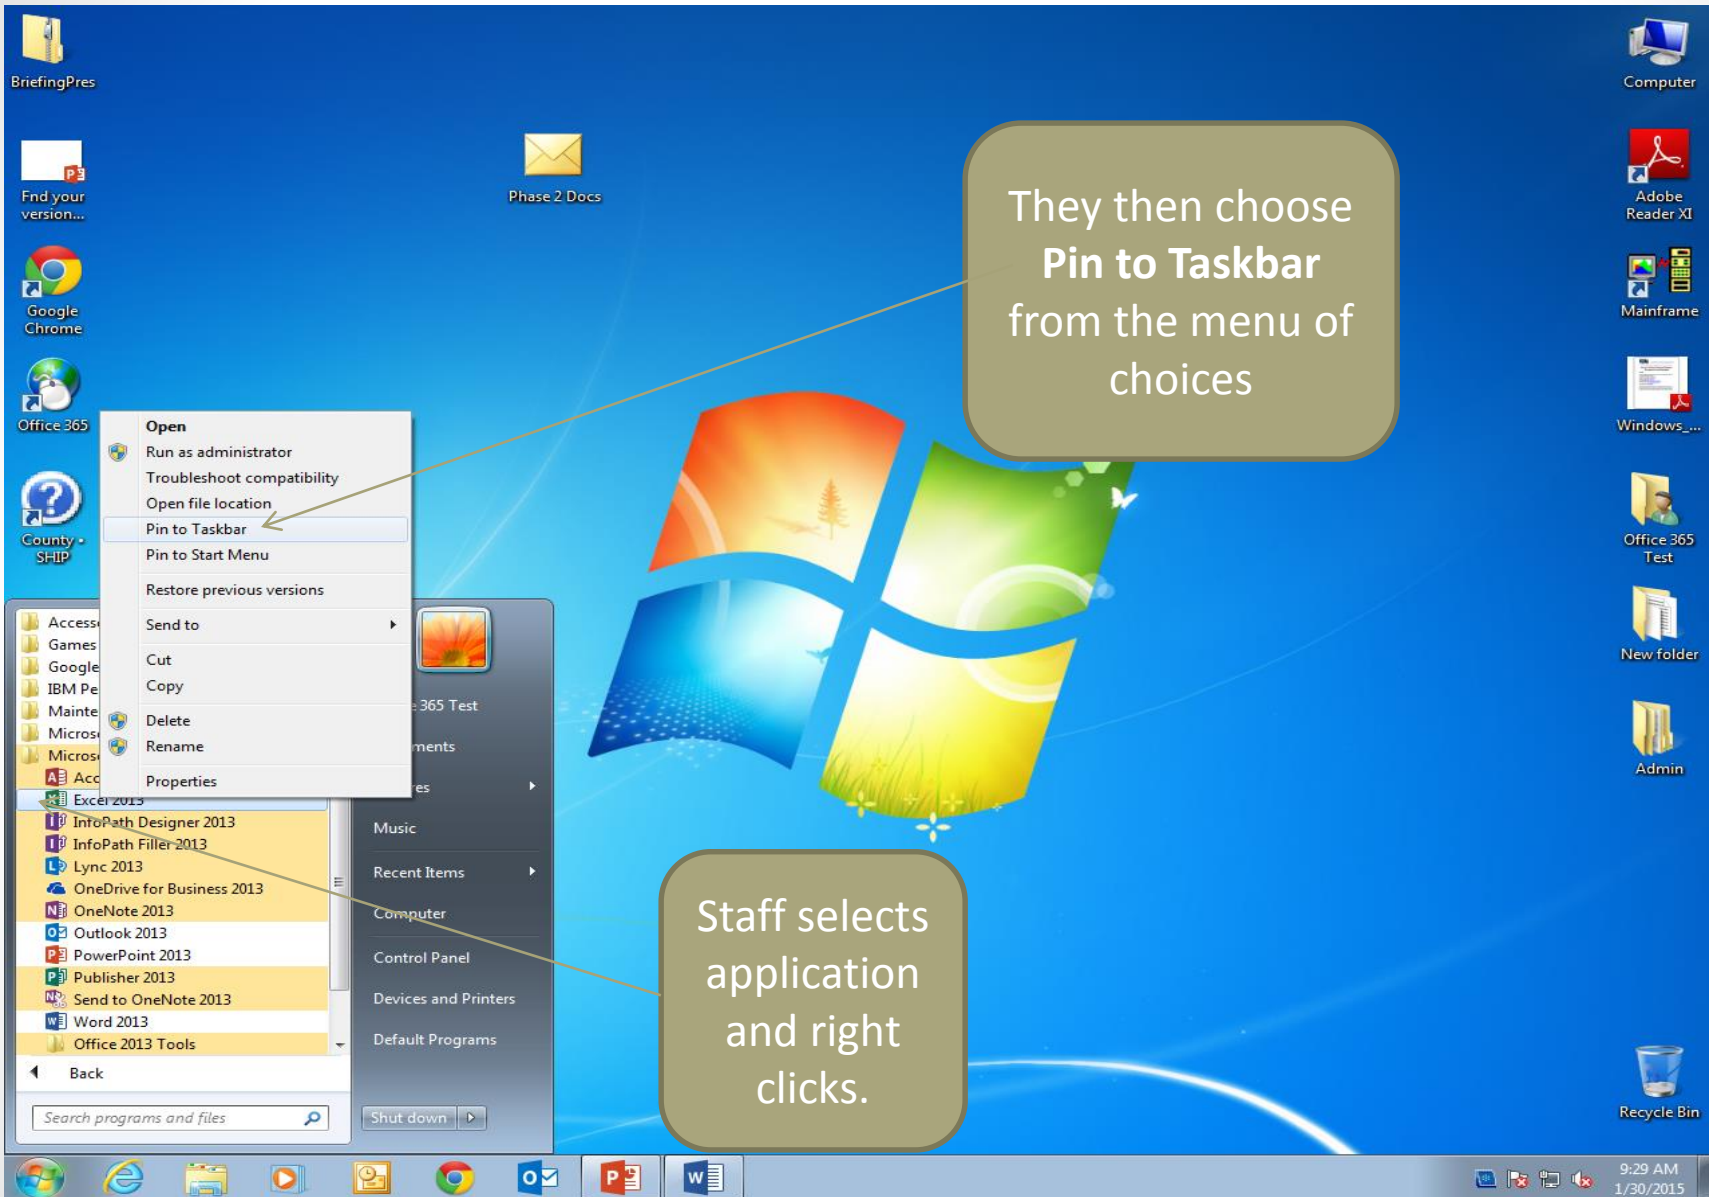 BriefingPres
Fnd your
version...
Google
Chrome
Office 365
County -
SHIP
Phase 2 Docs
They then choose
Pin to Taskbar
from the menu of
choices
Computer
Adobe
Reader XI
Mainframe
Windows_...
Office 365
Test
New folder
Admin
Recycle Bin
Open
Run as administrator
Troubleshoot compatibility
Open file location
Pin to Taskbar
Pin to Start Menu
Restore previous versions
Send to
Cut
Copy
Delete
Rename
Properties
Games
Google
Excel 2013
InfoPath Designer 2013
InfoPath Filler 2013
Lync 2013
OneDrive for Business 2013
OneNote 2013
Outlook 2013
PowerPoint 2013
Publisher 2013
Send to OneNote 2013
Word 2013
Office 2013 Tools
Back
Search programs and files
365 Test
Music
Recent Items
Computer
Control Panel
Devices and Printers
Default Programs
Shut down
Staff selects
application
and right
clicks.
9:29 AM
1/30/2015